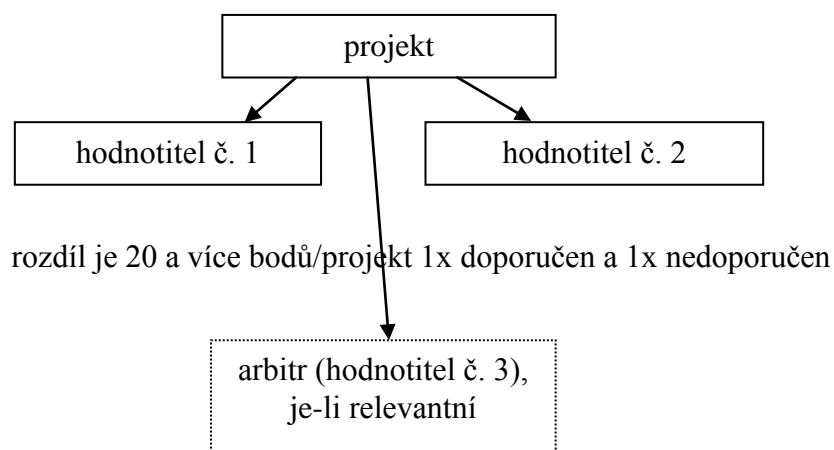 projekt
hodnotitel č. 1
hodnotitel č. 2
rozdíl je 20 a více bodů/projekt 1x doporučen a 1x nedoporučen
arbitr (hodnotitel č. 3),
je-li relevantní